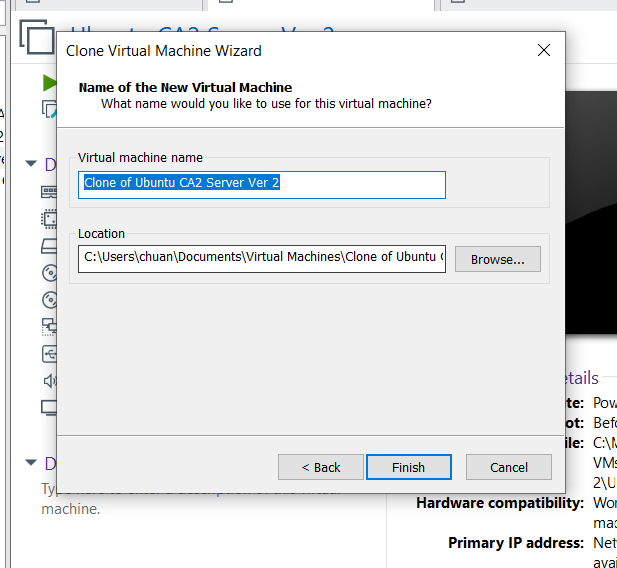 Clone Virtual Machine Wizard
Name of the New Virtual Machine
What name would you like to use for this virtual machine?
Virtual machine name
Clone of Ubuntu CA2 Server Ver 2
Location
C:\Users\chuan\Documents\Virtual Machines\Clone of Ubuntu
Browse...
< Back
Finish
Cancel
machine.
etails
te: Pow
ot: Befo
ile: C:\M
VMs
2\U
Hardware compatibility: Wor
mac
Primary IP address: Net
avai